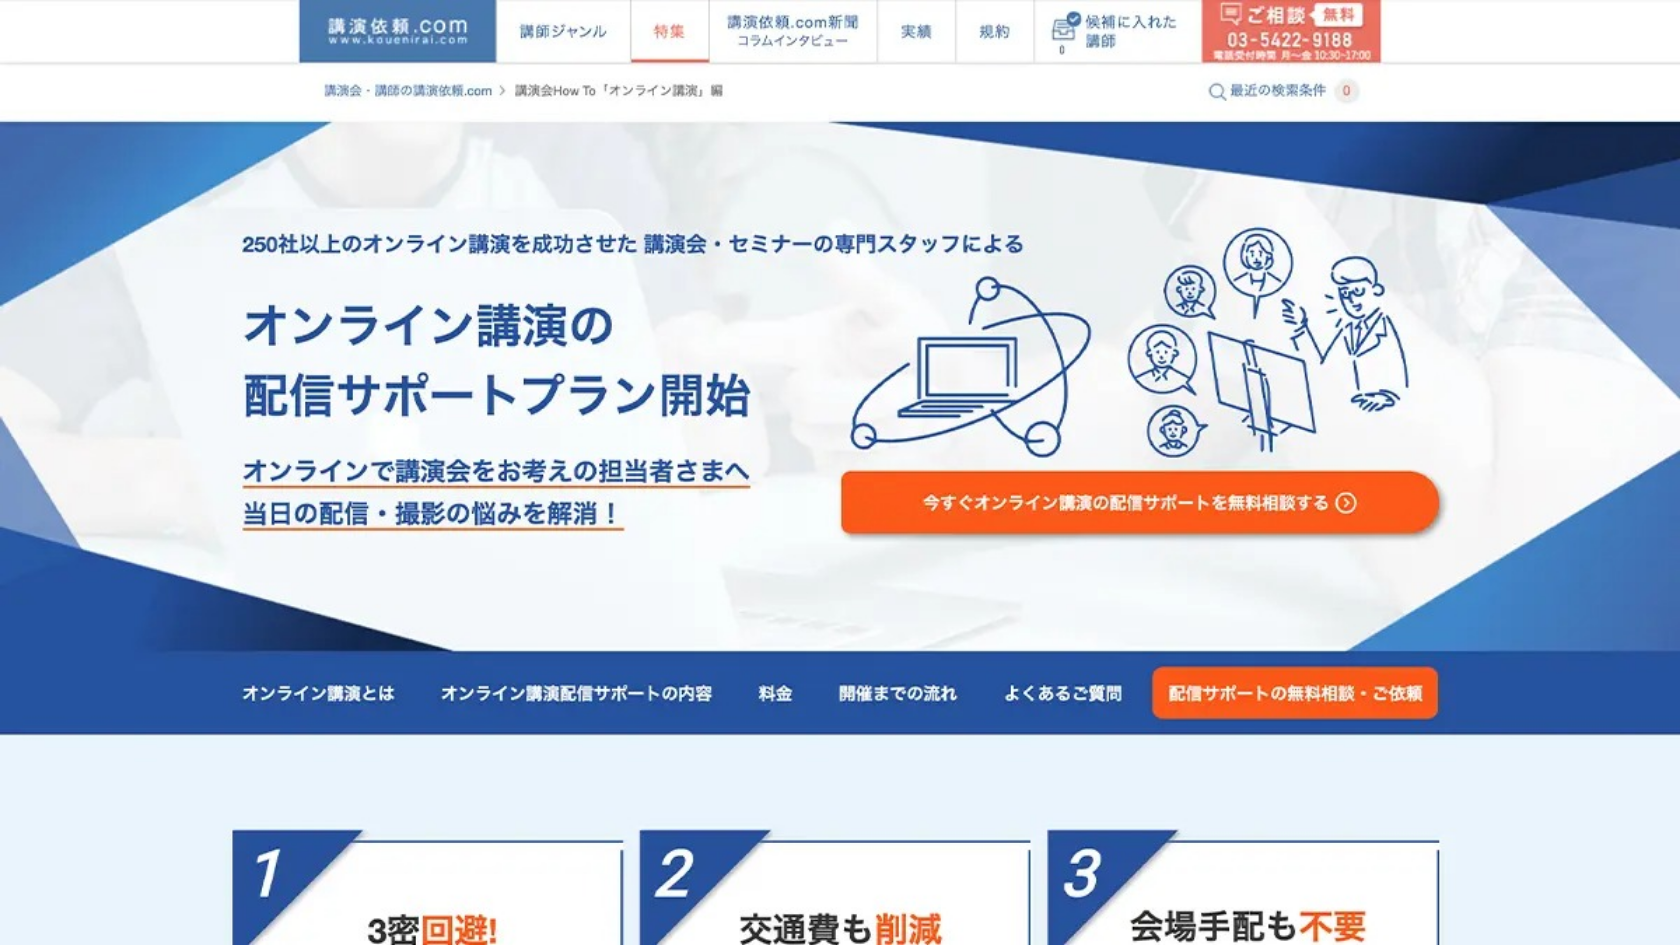 講演依頼.com
www.kouenirai.com
講師ジャンル
特集
講演依頼.com新聞
コラムインタビュー
実績
規約
候補に入れた
講師
0
ご相談 無料
03-5422-9188
電話受付時間 月〜金 10:30-17:00
講演会・講師の講演依頼.com > 講演会How To「オンライン講演」編
最近の検索条件 0
250社以上のオンライン講演を成功させた 講演会・セミナーの専門スタッフによる
オンライン講演の
配信サポートプラン開始
オンラインで講演会をお考えの担当者さまへ
当日の配信・撮影の悩みを解消！
今すぐオンライン講演の配信サポートを無料相談する
オンライン講演とは
オンライン講演配信サポートの内容
料金
開催までの流れ
よくあるご質問
配信サポートの無料相談・ご依頼
1
3密回避!
2
交通費も削減
3
会場手配も不要